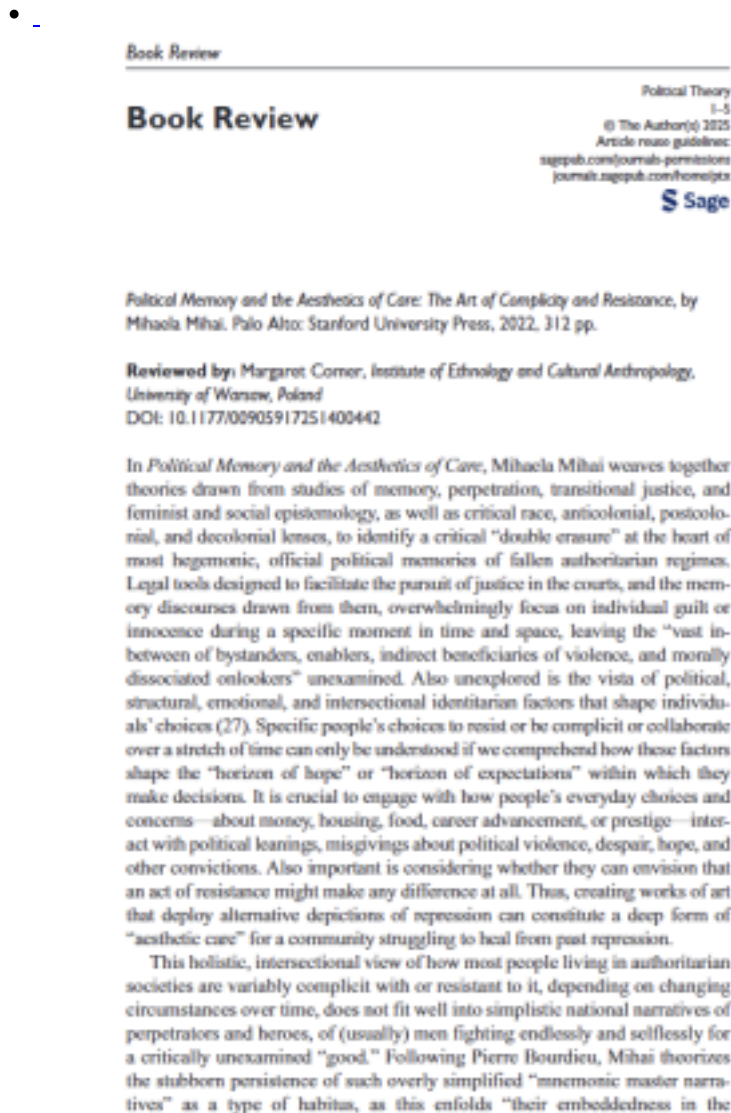 Book Review
Book Review
Political Theory
1–5
© The Author(s) 2025
Article reuse guidelines:
sagepub.com/journals-permissions
journals.sagepub.com/home/ptx
Sage
Political Memory and the Aesthetics of Care: The Art of Complicity and Resistance, by
Mihaela Mihai. Palo Alto: Stanford University Press, 2022, 312 pp.
Reviewed by: Margaret Comer, Institute of Ethnology and Cultural Anthropology,
University of Warsaw, Poland
DOI: 10.1177/00905917251400442
In Political Memory and the Aesthetics of Care, Mihaela Mihai weaves together
theories drawn from studies of memory, perpetration, transitional justice, and
feminist and social epistemology, as well as critical race, anticolonial, postcolo-
nial, and decolonial lenses, to identify a critical “double erasure” at the heart of
most hegemonic, official political memories of fallen authoritarian regimes.
Legal tools designed to facilitate the pursuit of justice in the courts, and the mem-
ory discourses drawn from them, overwhelmingly focus on individual guilt or
innocence during a specific moment in time and space, leaving the “vast in-
between of bystanders, enablers, indirect beneficiaries of violence, and morally
dissociated onlookers” unexamined. Also unexplored is the vista of political,
structural, emotional, and intersectional identitarian factors that shape individu-
als’ choices (27). Specific people’s choices to resist or be complicit or collaborate
over a stretch of time can only be understood if we comprehend how these factors
shape the “horizon of hope” or “horizon of expectations” within which they
make decisions. It is crucial to engage with how people’s everyday choices and
concerns—about money, housing, food, career advancement, or prestige—inter-
act with political leanings, misgivings about political violence, despair, hope, and
other convictions. Also important is considering whether they can envision that
an act of resistance might make any difference at all. Thus, creating works of art
that deploy alternative depictions of repression can constitute a deep form of
“aesthetic care” for a community struggling to heal from past repression.
This holistic, intersectional view of how most people living in authoritarian
societies are variably complicit with or resistant to it, depending on changing
circumstances over time, does not fit well into simplistic national narratives of
perpetrators and heroes, of (usually) men fighting endlessly and selflessly for
a critically unexamined “good.” Following Pierre Bourdieu, Mihai theorizes
the stubborn persistence of such overly simplified “mnemonic master narra-
tives” as a type of habitus, as this enfolds “their embeddedness in the